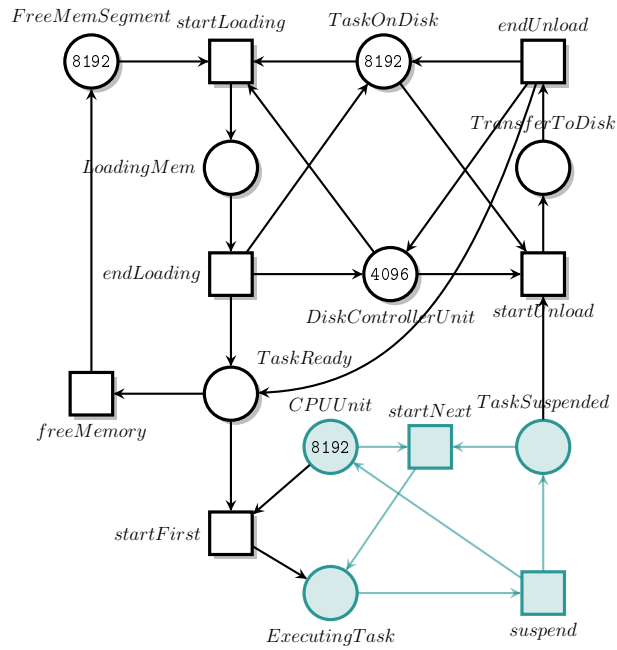 FreeMemSegment
startLoading
TaskOnDisk
endUnload
8192
8192
TransferToDisk
LoadingMem
endLoading
4096
DiskControllerUnit
startUnload
TaskReady
freeMemory
CPUUnit
startNext
TaskSuspended
8192
startFirst
ExecutingTask
suspend